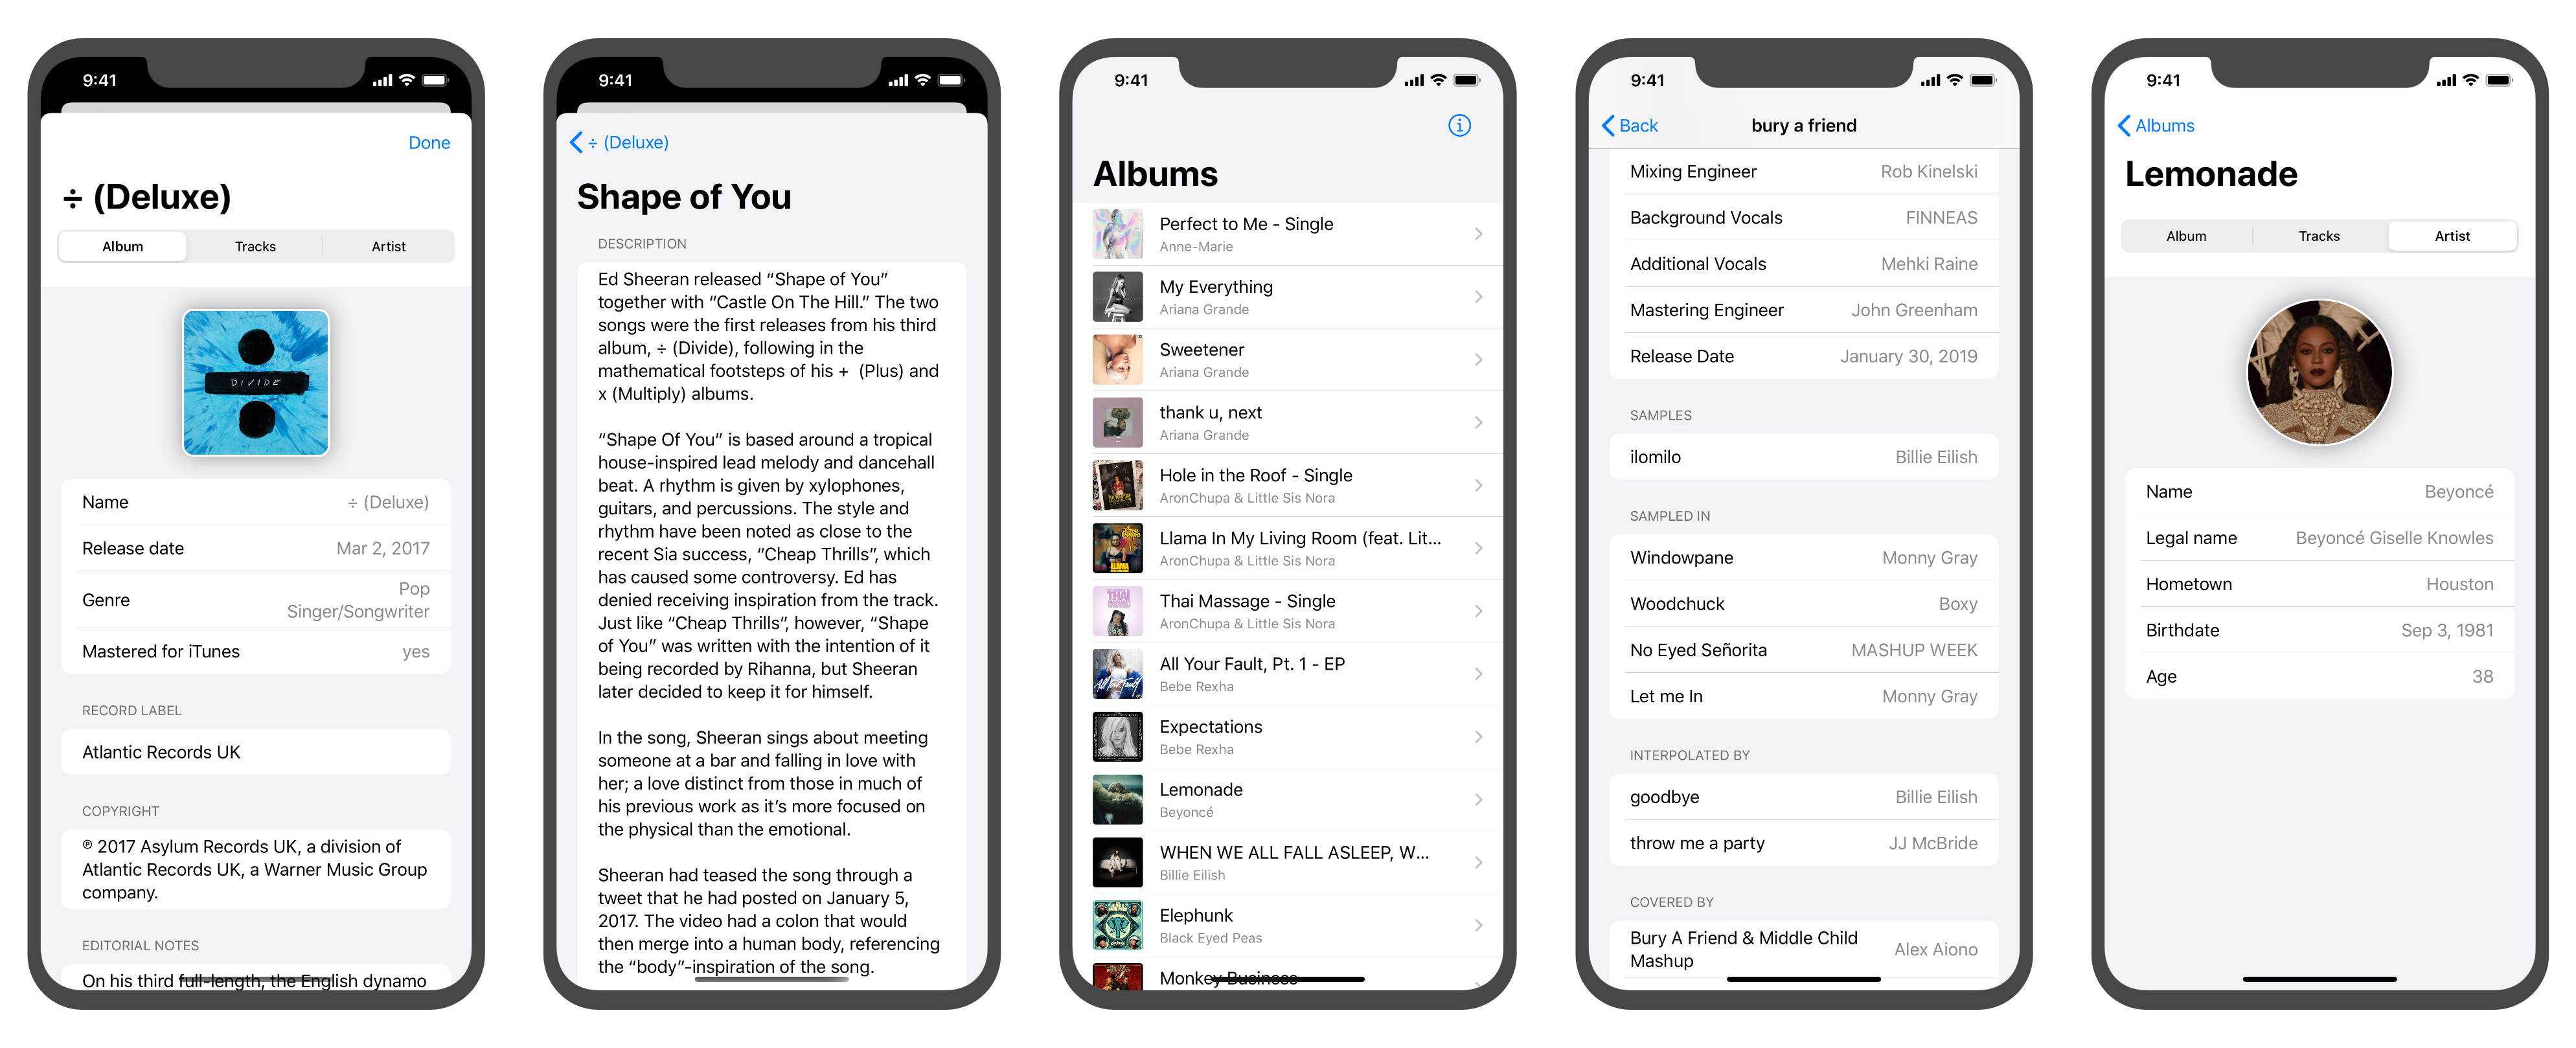 9:41
Done
÷ (Deluxe)
Album Tracks Artist
DIVIDE
Name ÷ (Deluxe)
Release date Mar 2, 2017
Genre Pop
Singer/Songwriter
Mastered for iTunes yes
RECORD LABEL
Atlantic Records UK
COPYRIGHT
℗ 2017 Asylum Records UK, a division of
Atlantic Records UK, a Warner Music Group
company.
EDITORIAL NOTES
On his third full-length, the English dynamo
9:41
÷ (Deluxe)
Shape of You
DESCRIPTION
Ed Sheeran released “Shape of You”
together with “Castle On The Hill.” The two
songs were the first releases from his third
album, ÷ (Divide), following in the
mathematical footsteps of his + (Plus) and
x (Multiply) albums.
“Shape Of You” is based around a tropical
house-inspired lead melody and dancehall
beat. A rhythm is given by xylophones,
guitars, and percussions. The style and
rhythm have been noted as close to the
recent Sia success, “Cheap Thrills”, which
has caused some controversy. Ed has
denied receiving inspiration from the track.
Just like “Cheap Thrills”, however, “Shape
of You” was written with the intention of it
being recorded by Rihanna, but Sheeran
later decided to keep it for himself.
In the song, Sheeran sings about meeting
someone at a bar and falling in love with
her; a love distinct from those in much of
his previous work as it’s more focused on
the physical than the emotional.
Sheeran had teased the song through a
tweet that he had posted on January 5,
2017. The video had a colon that would
then merge into a human body, referencing
the “body”-inspiration of the song.
9:41
Albums
Perfect to Me - Single
Anne-Marie
My Everything
Ariana Grande
Sweetener
Ariana Grande
thank u, next
Ariana Grande
Hole in the Roof - Single
AronChupa & Little Sis Nora
Llama In My Living Room (feat. Lit...
AronChupa & Little Sis Nora
LLAMA
THAI
Thai Massage - Single
AronChupa & Little Sis Nora
All Your Fault, Pt. 1 - EP
Bebe Rexha
Expectations
Bebe Rexha
Lemonade
Beyoncé
WHEN WE ALL FALL ASLEEP, W...
Billie Eilish
Elephunk
Black Eyed Peas
Monkey Business
9:41
Back bury a friend
Mixing Engineer Rob Kinelski
Background Vocals FINNEAS
Additional Vocals Mehki Raine
Mastering Engineer John Greenham
Release Date January 30, 2019
SAMPLES
ilomilo Billie Eilish
SAMPLED IN
Windowpane Monny Gray
Woodchuck Boxy
No Eyed Señorita MASHUP WEEK
Let me In Monny Gray
INTERPOLATED BY
goodbye Billie Eilish
throw me a party JJ McBride
COVERED BY
Bury A Friend & Middle Child
Mashup Alex Aiono
9:41
Albums
Lemonade
Album Tracks Artist
Name Beyoncé
Legal name Beyoncé Giselle Knowles
Hometown Houston
Birthdate Sep 3, 1981
Age 38